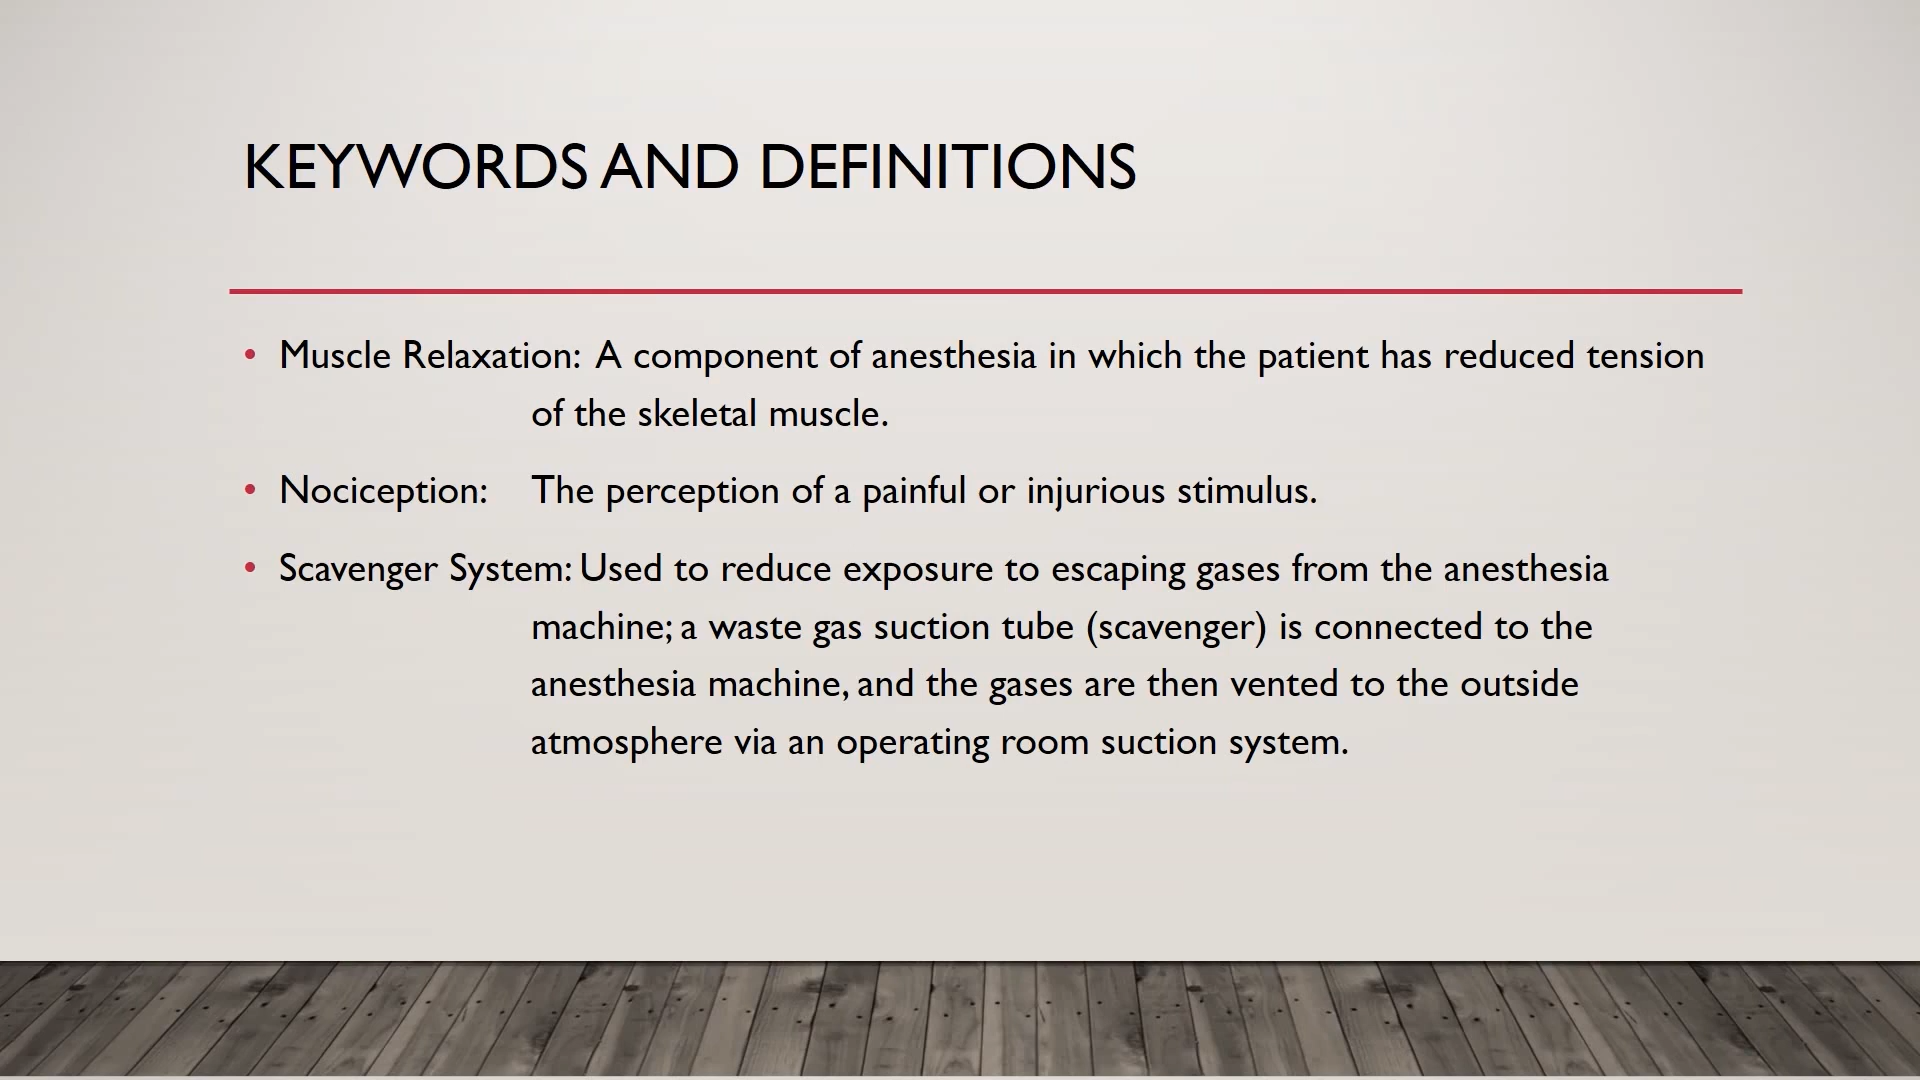 KEYWORDS AND DEFINITIONS
• Muscle Relaxation: A component of anesthesia in which the patient has reduced tension
of the skeletal muscle.
• Nociception: The perception of a painful or injurious stimulus.
• Scavenger System: Used to reduce exposure to escaping gases from the anesthesia
machine; a waste gas suction tube (scavenger) is connected to the
anesthesia machine, and the gases are then vented to the outside
atmosphere via an operating room suction system.